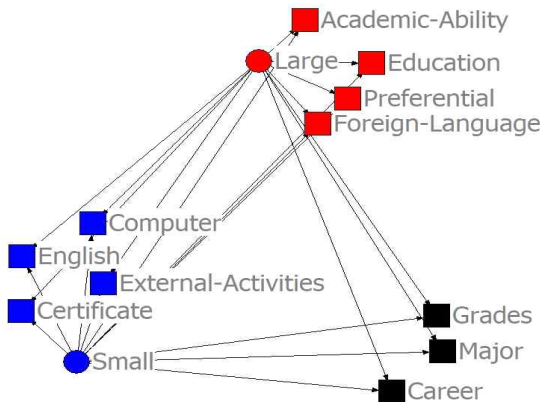 Academic-Ability
Large
Education
Preferential
Foreign-Language
Computer
English
External-Activities
Certificate
Grades
Small
Major
Career